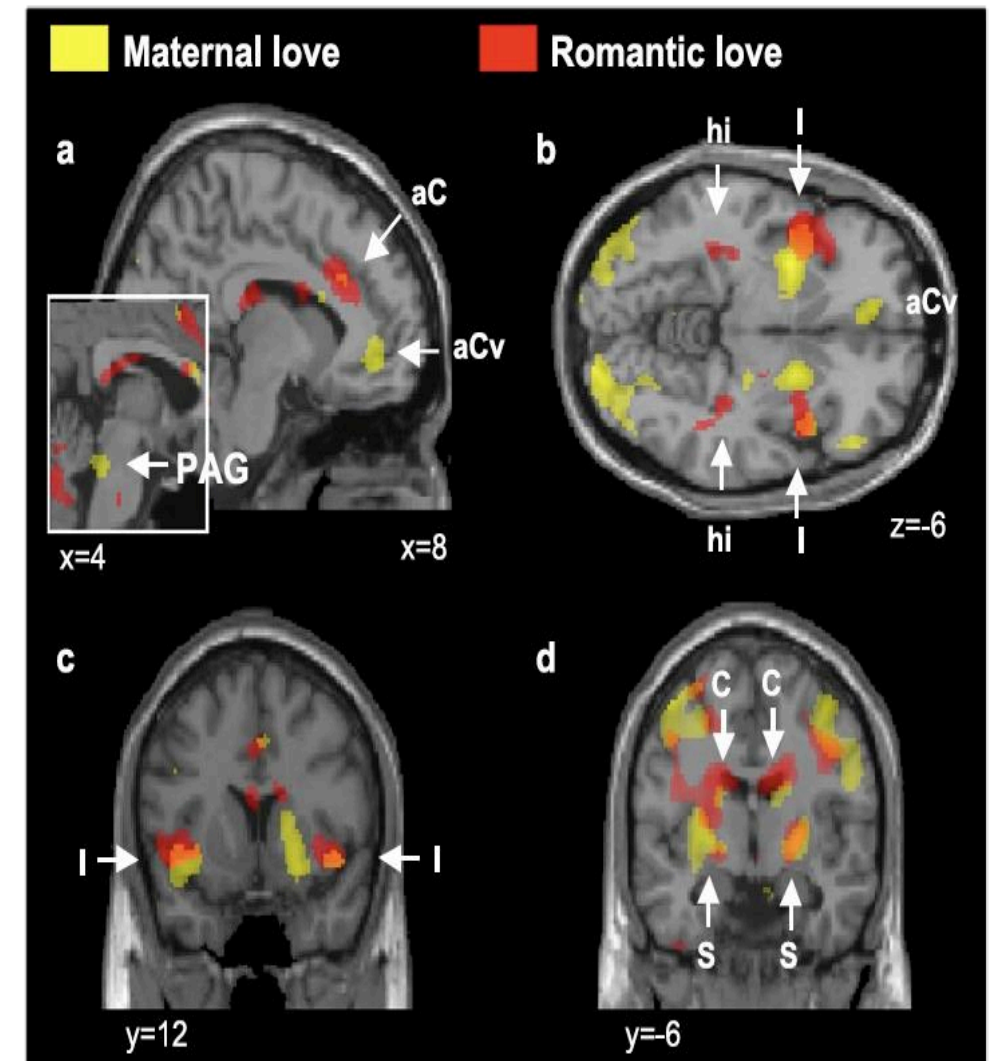 Maternal love
Romantic love
a
aC
aCv
PAG
x=4
x=8
b
hi
I
aCv
hi
I
z=-6
c
I
I
y=12
d
C
C
S
S
y=-6